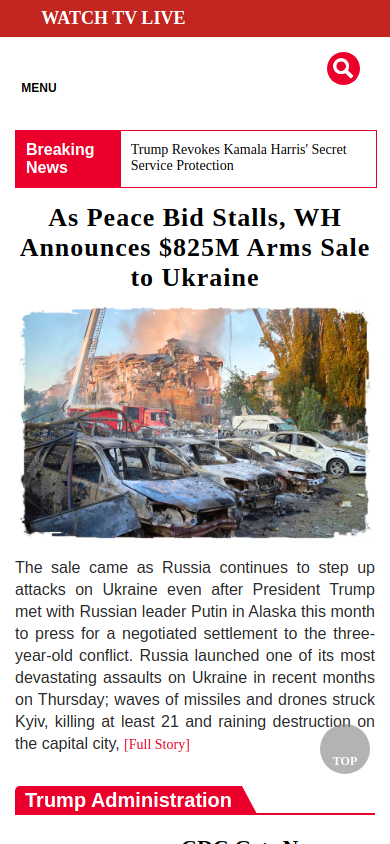 WATCH TV LIVE
MENU
Breaking
News
Trump Revokes Kamala Harris' Secret
Service Protection
As Peace Bid Stalls, WH
Announces $825M Arms Sale
to Ukraine
The sale came as Russia continues to step up
attacks on Ukraine even after President Trump
met with Russian leader Putin in Alaska this month
to press for a negotiated settlement to the three-
year-old conflict. Russia launched one of its most
devastating assaults on Ukraine in recent months
on Thursday; waves of missiles and drones struck
Kyiv, killing at least 21 and raining destruction on
the capital city, [Full Story]
TOP
Trump Administration